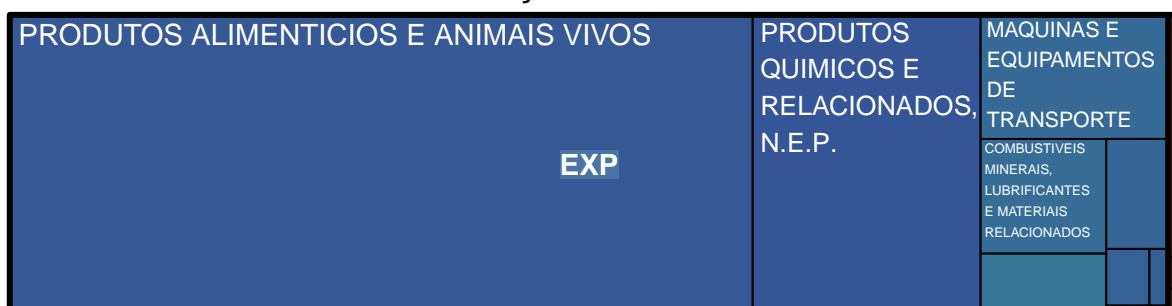 PRODUTOS ALIMENTICIOS E ANIMAIS VIVOS
EXP
PRODUTOS
QUIMICOS E
RELACIONADOS,
N.E.P.
MAQUINAS E
EQUIPAMENTOS
DE
TRANSPORTE
COMBUSTIVEIS
MINERAIS,
LUBRIFICANTES
E MATERIAIS
RELACIONADOS